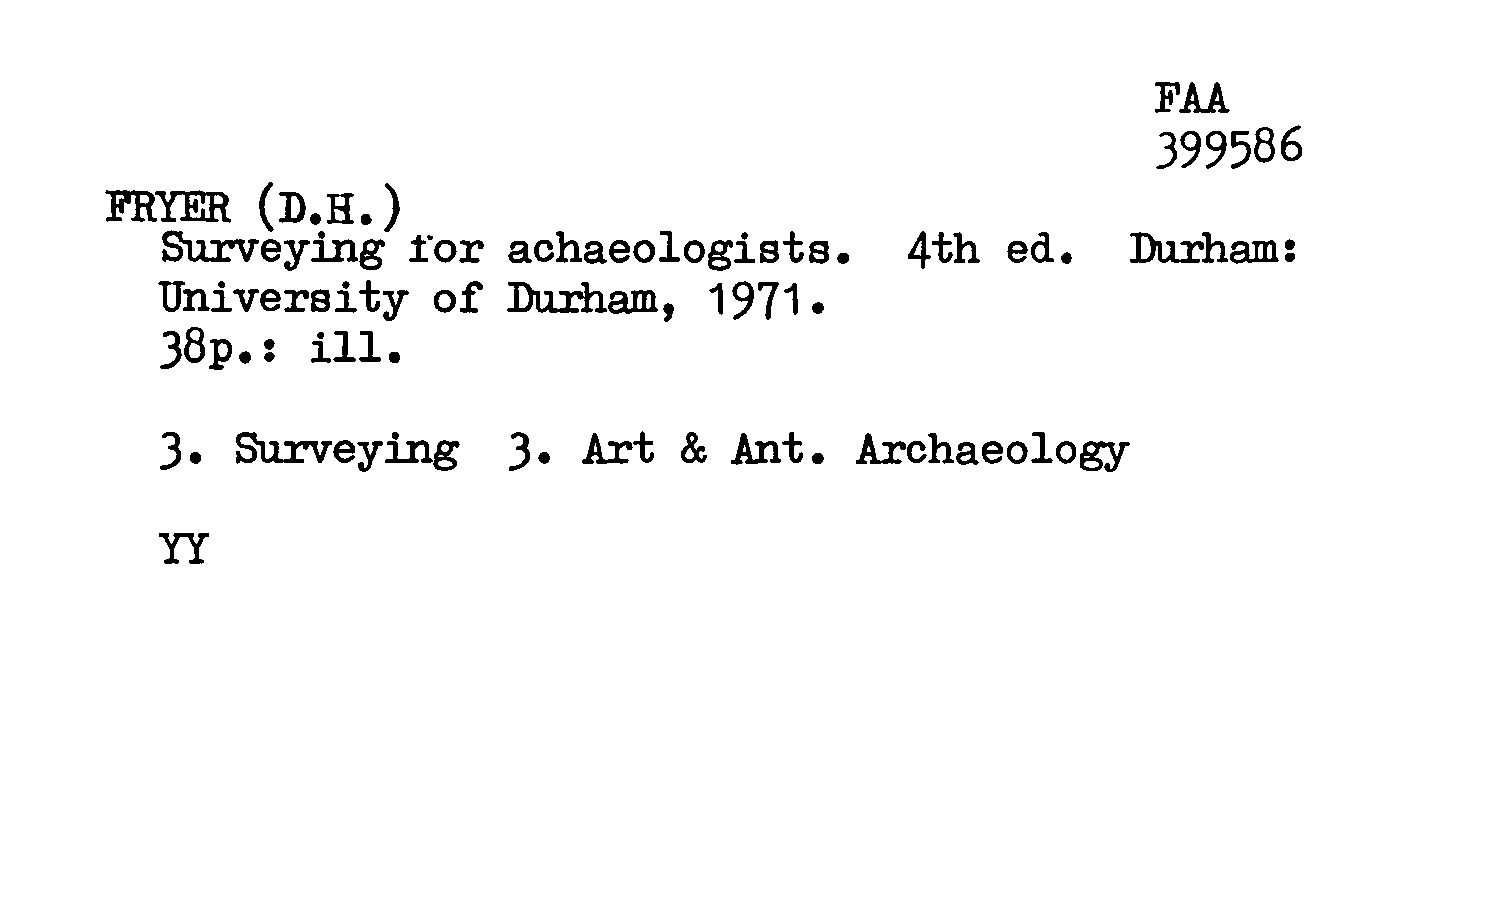 FAA
399586
FRYER (D.H.)
Surveying for achaeologists. 4th ed. Durham:
University of Durham, 1971.
38p.: ill.
3. Surveying 3. Art & Ant. Archaeology
YY